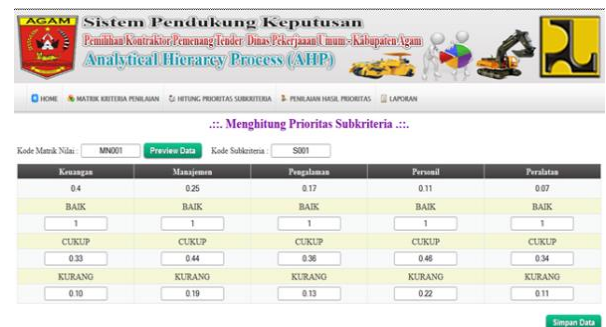 AGAM
Sistem Pendukung Keputusan
Pemilihan Kontraktor Pemenang Tender Dinas Pekerjaaan Umum - Kabupaten Agam
Analytical Hierarcy Process (AHP)
HOME MATRIK KRITERIA PENILAIAN HITUNG PRIORITAS SUBKRITERIA PENILAIAN HASIL PRIORITAS LAPORAN
.::. Menghitung Prioritas Subkriteria .::.
Kode Matrik Nilai : MN001 Preview Data Kode Subkriteria : S001
Keuangan Manajemen Pengalaman Personil Peralatan
0.4 0.25 0.17 0.11 0.07
BAIK BAIK BAIK BAIK BAIK
1 1 1 1 1
CUKUP CUKUP CUKUP CUKUP CUKUP
0.33 0.44 0.36 0.46 0.34
KURANG KURANG KURANG KURANG KURANG
0.10 0.19 0.13 0.22 0.11
Simpan Data